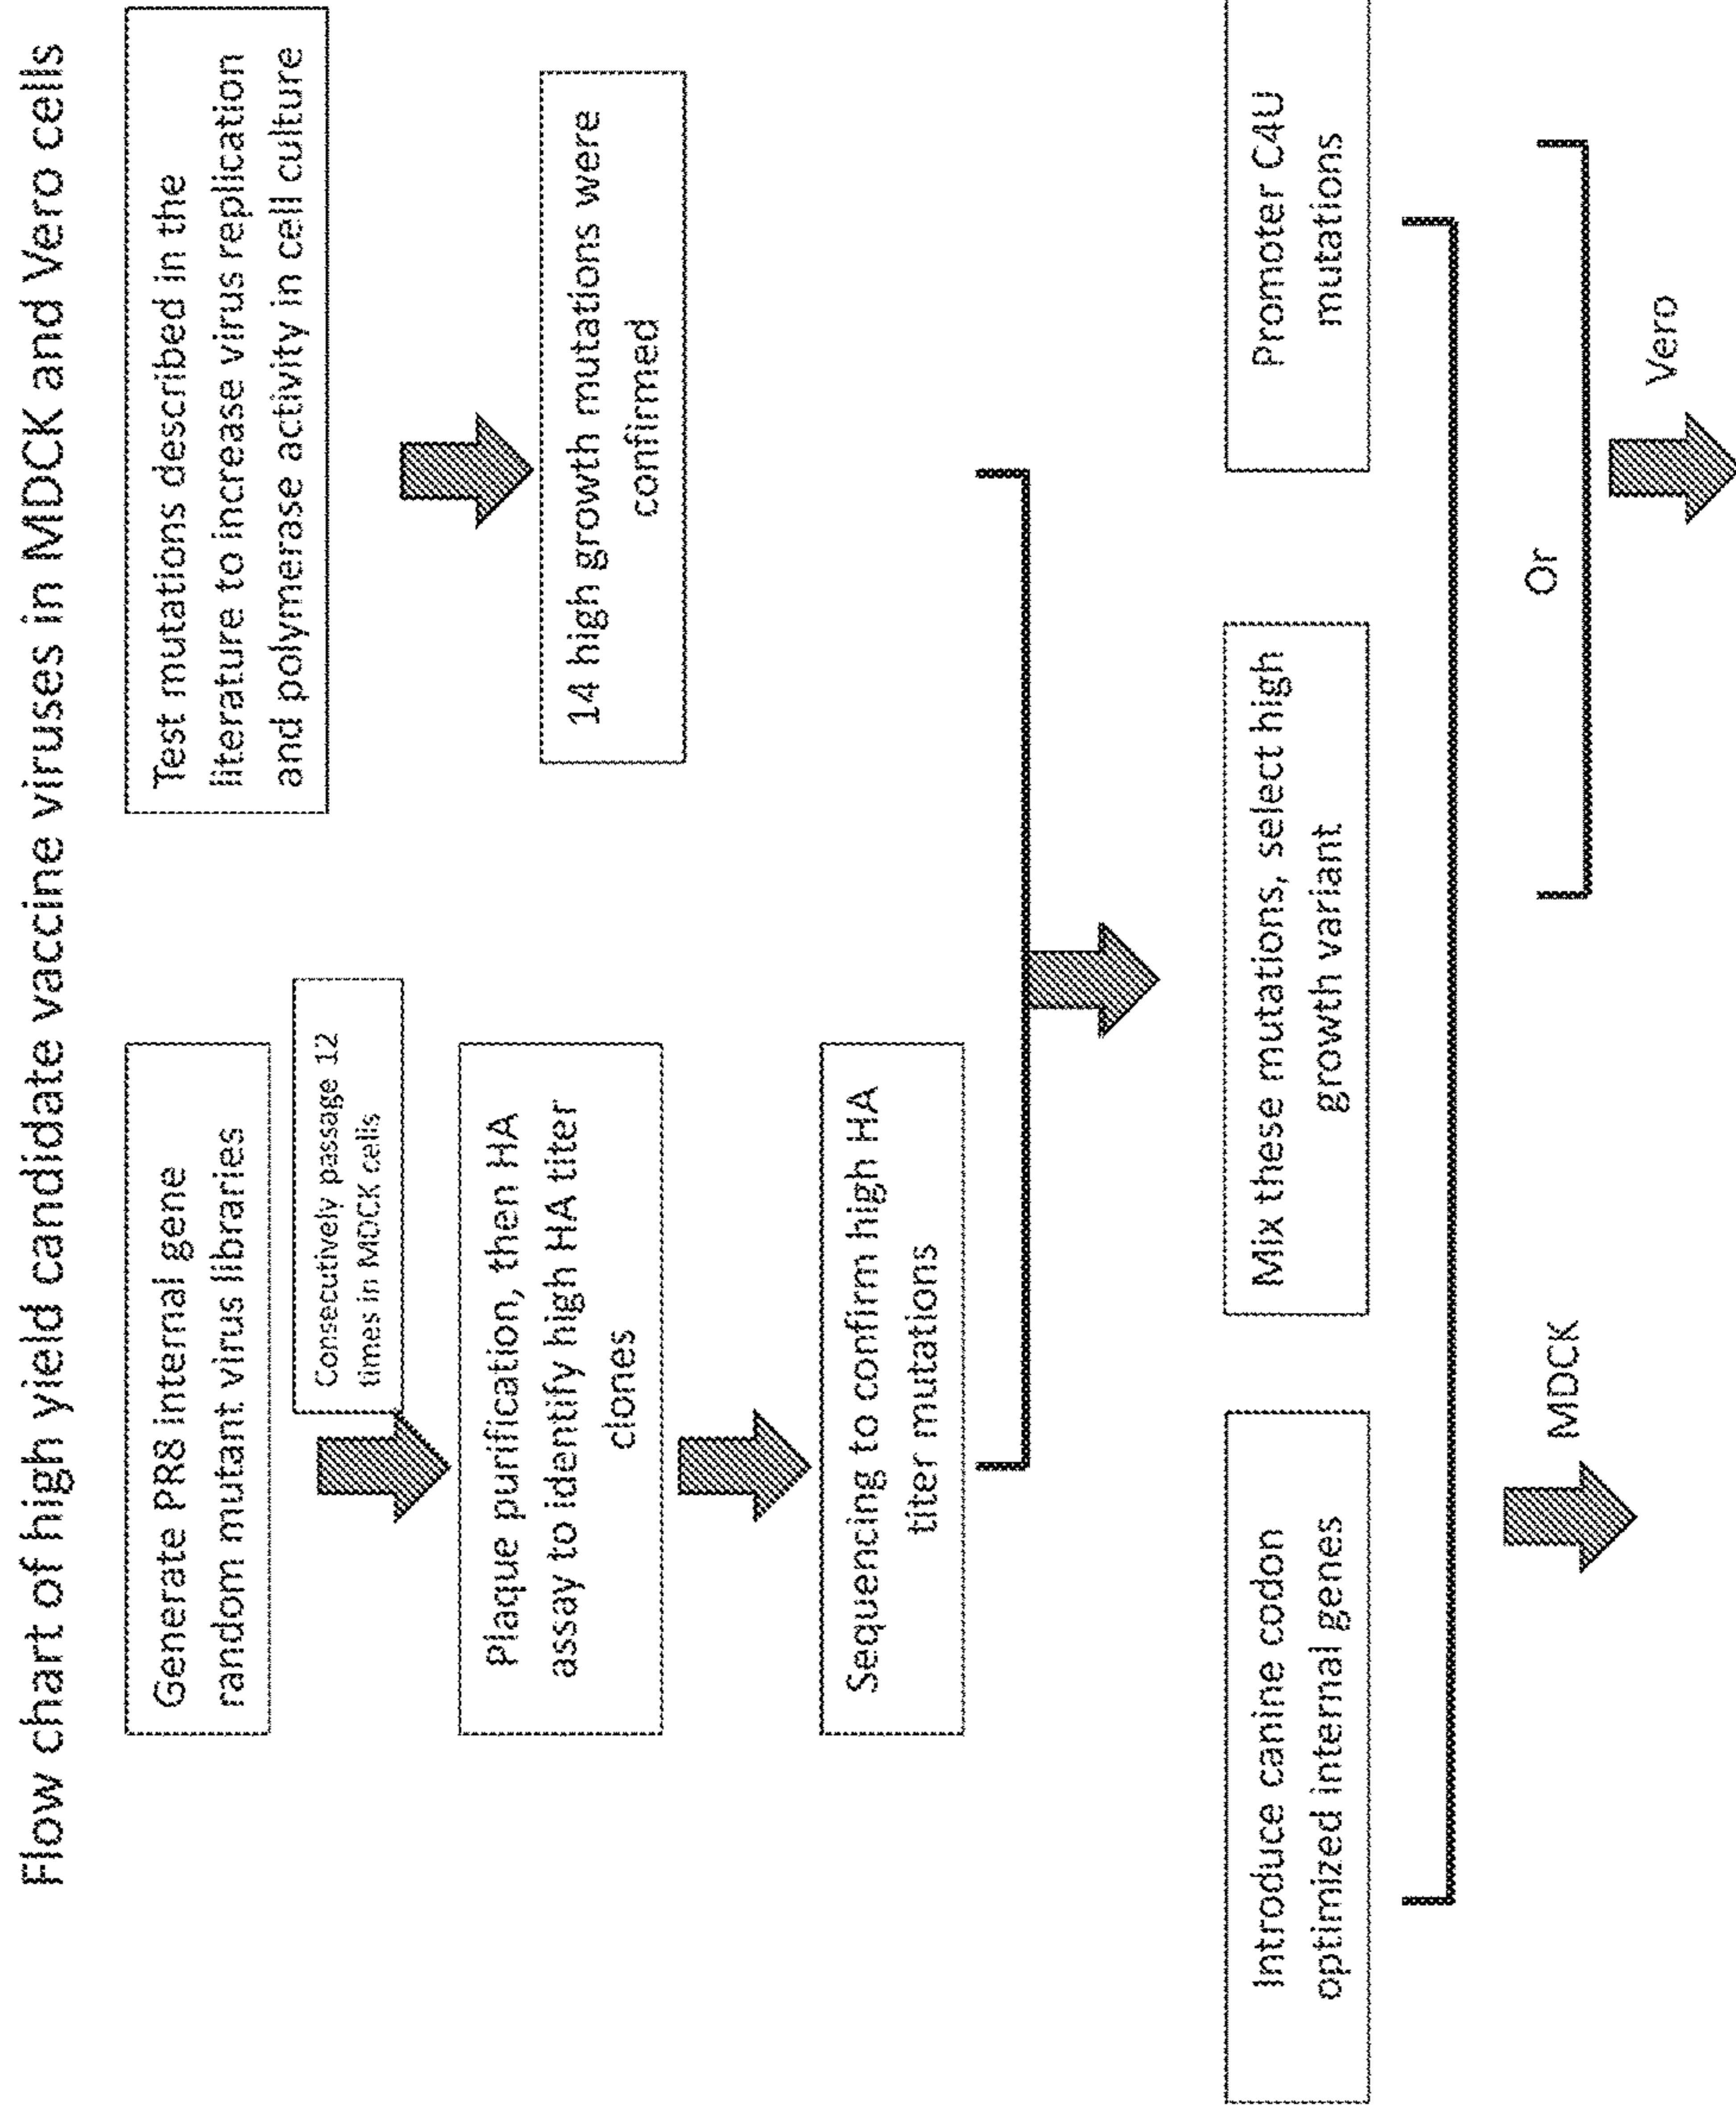 Flow chart of high yield candidate vaccine viruses in MDCK and Vero cells
Generate PR8 internal gene
random mutant virus libraries
Consecutively passage 12
times in MDCK cells
Plaque purification, then HA
assay to identify high HA titer
clones
Sequencing to confirm high HA
titer mutations
Test mutations described in the
literature to increase virus replication
and polymerase activity in cell culture
14 high growth mutations were
confirmed
Introduce canine codon
optimized internal genes
Mix these mutations, select high
growth variant
Promoter C4U
mutations
MDCK
Or
Vero